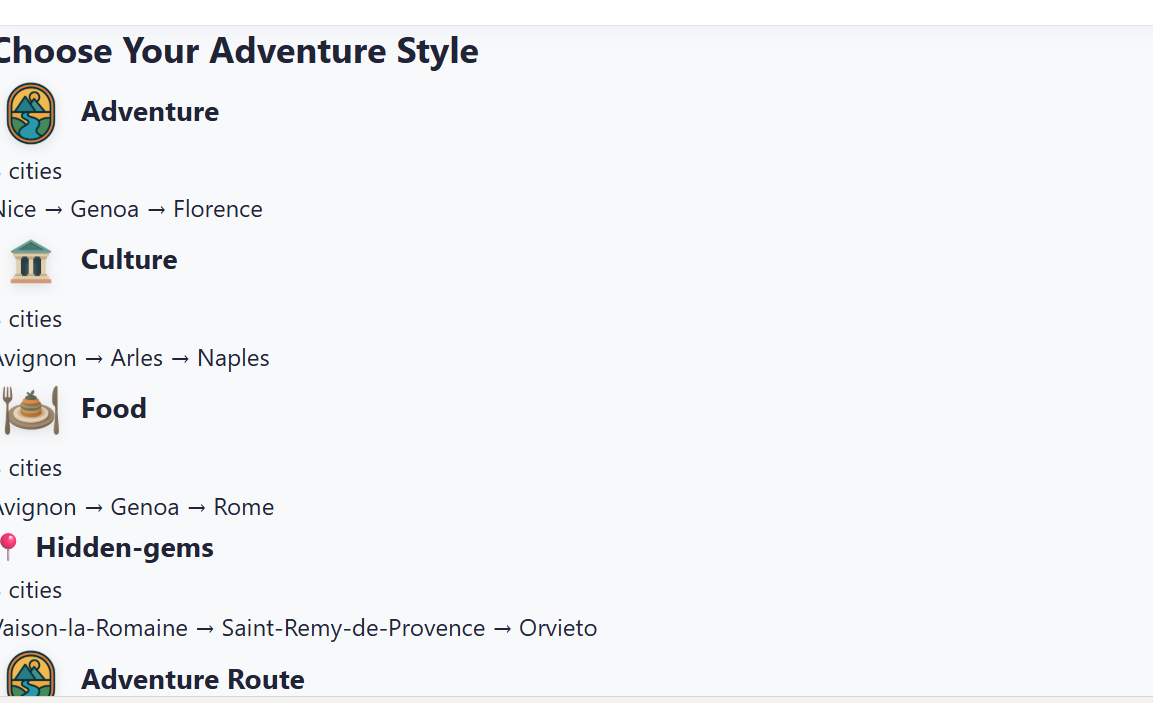 Choose Your Adventure Style
Adventure
cities
Nice → Genoa → Florence
Culture
cities
Avignon → Arles → Naples
Food
cities
Avignon → Genoa → Rome
Hidden-gems
cities
Vaison-la-Romaine → Saint-Remy-de-Provence → Orvieto
Adventure Route